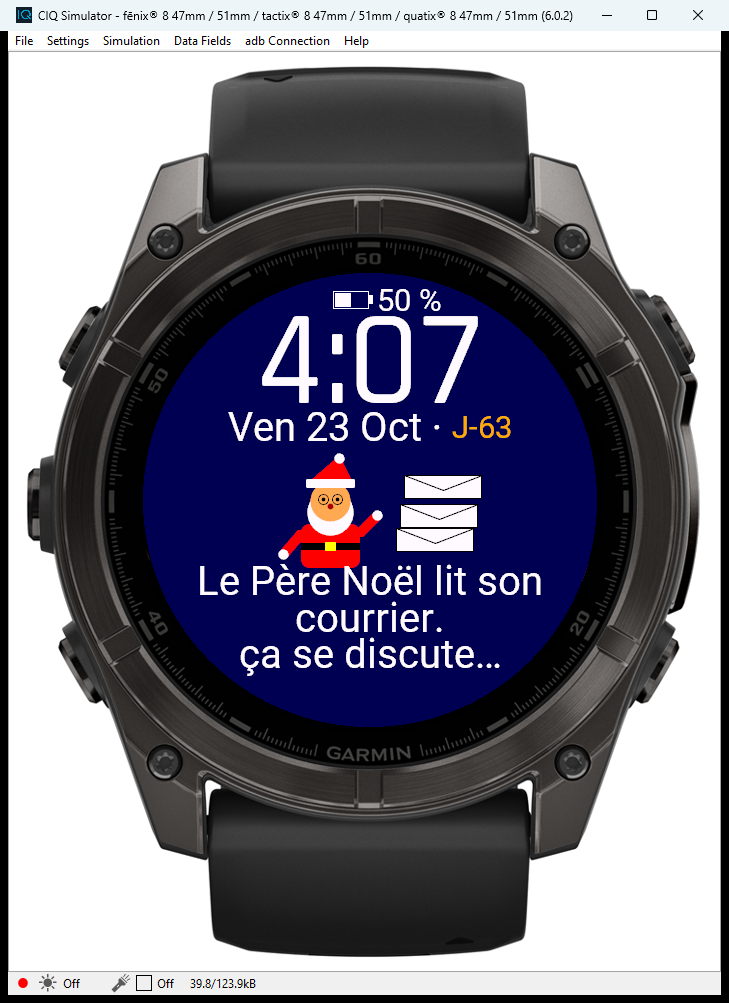 CIQ Simulator - fēnix® 8 47mm / 51mm / tactix® 8 47mm / 51mm / quatix® 8 47mm / 51mm (6.0.2)
File Settings Simulation Data Fields adb Connection Help
60
50 %
4:07
50
Ven 23 Oct · J-63
Le Père Noël lit son
courrier.
40
20
ça se discute...
GARMIN
Off Off 39.8/123.9kB